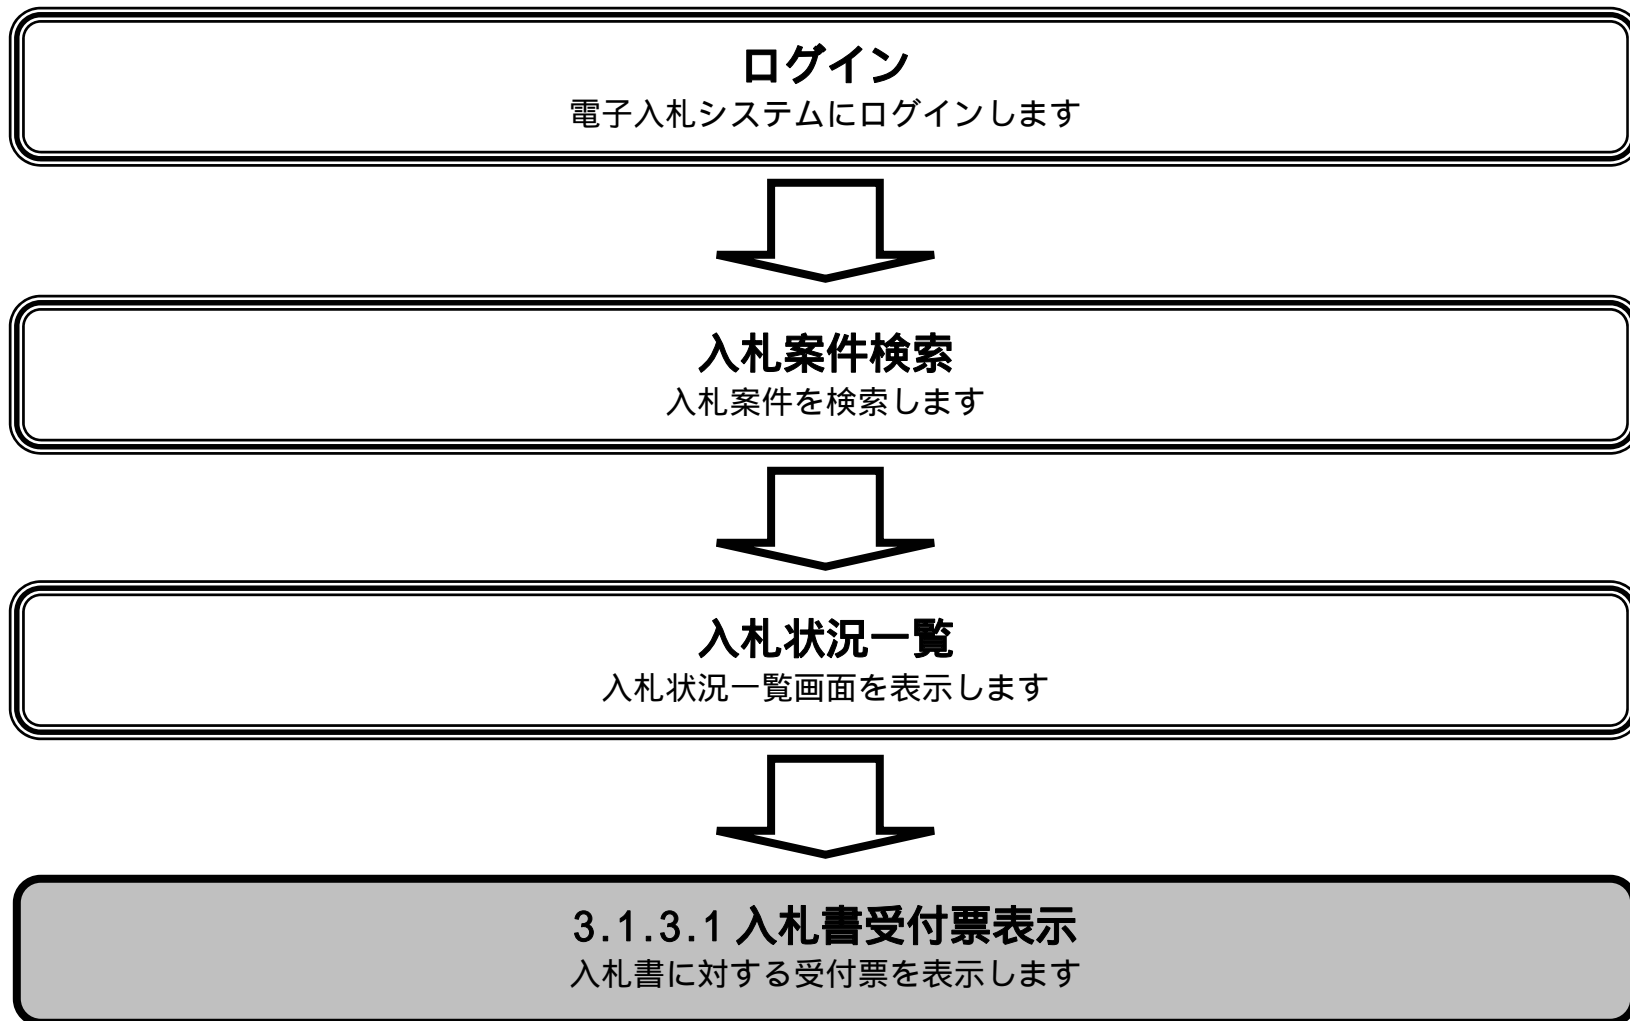 ログイン
電子入札システムにログインします
入札案件検索
入札案件を検索します
入札状況一覧
入札状況一覧画面を表示します
3.1.3.1 入札書受付票表示
入札書に対する受付票を表示します